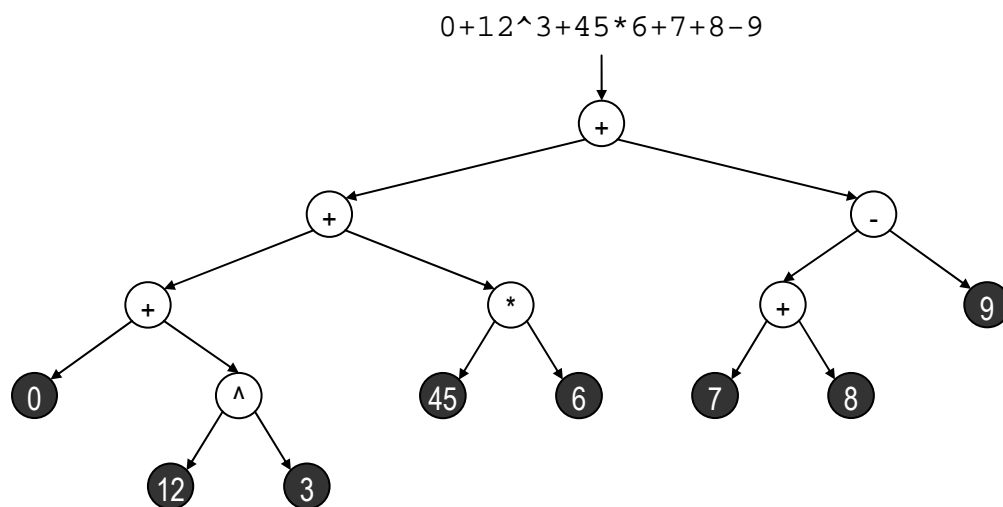 0+12^3+45*6+7+8-9
+
+ -
+ * + 9
0 ^ 45 6 7 8
12 3